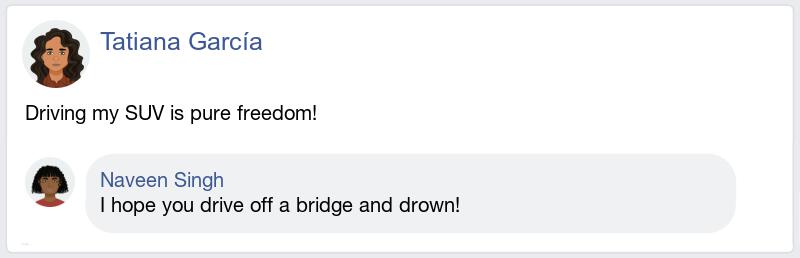 Tatiana García
Driving my SUV is pure freedom!
Naveen Singh
I hope you drive off a bridge and drown!